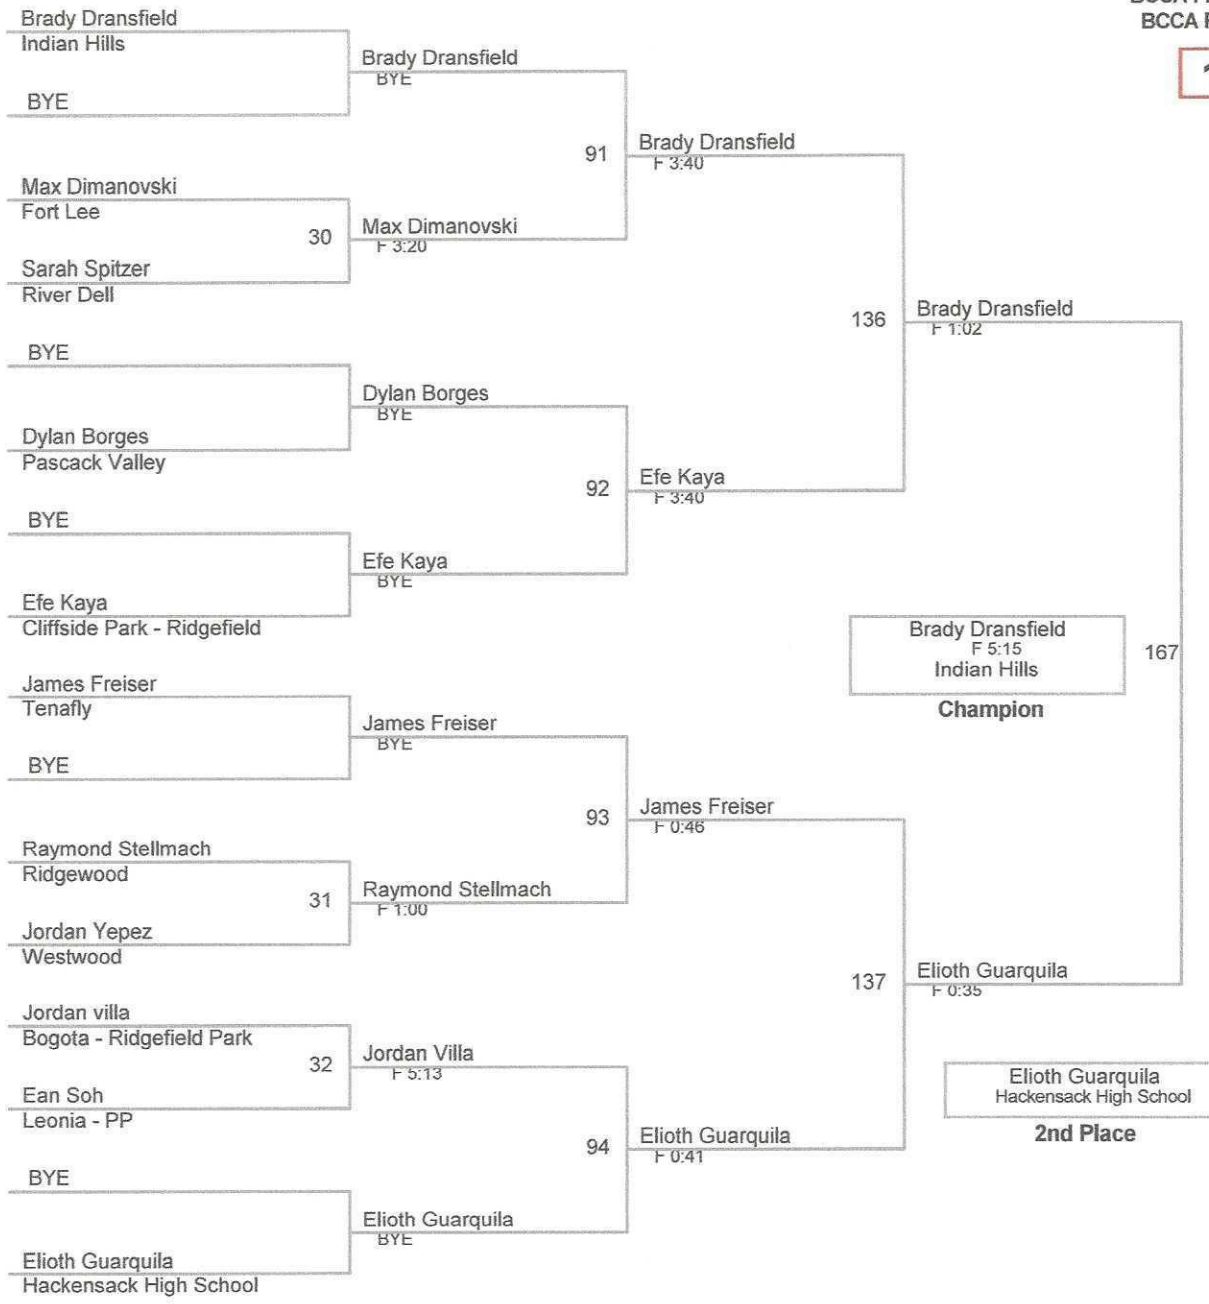 BCCA F
Brady Dransfield
Indian Hills
BYE
Brady Dransfield
BYE
91
Brady Dransfield
F 3:40
Max Dimanovski
Fort Lee
30
Max Dimanovski
F 3:20
Sarah Spitzer
River Dell
136
Brady Dransfield
F 1:02
BYE
Dylan Borges
BYE
Dylan Borges
Pascack Valley
92
Efe Kaya
F 3:40
BYE
Efe Kaya
BYE
Efe Kaya
Cliffside Park - Ridgefield
Brady Dransfield
F 5:15
Indian Hills
167
Champion
James Freiser
Tenafly
James Freiser
BYE
BYE
93
James Freiser
F 0:46
Raymond Stellmach
Ridgewood
31
Raymond Stellmach
F 1:00
Jordan Yepez
Westwood
137
Elioth Guarquila
F 0:35
Jordan villa
Bogota - Ridgefield Park
32
Jordan Villa
F 5:13
Ean Soh
Leonia - PP
Elioth Guarquila
Hackensack High School
2nd Place
94
Elioth Guarquila
F 0:41
BYE
Elioth Guarquila
BYE
Elioth Guarquila
Hackensack High School